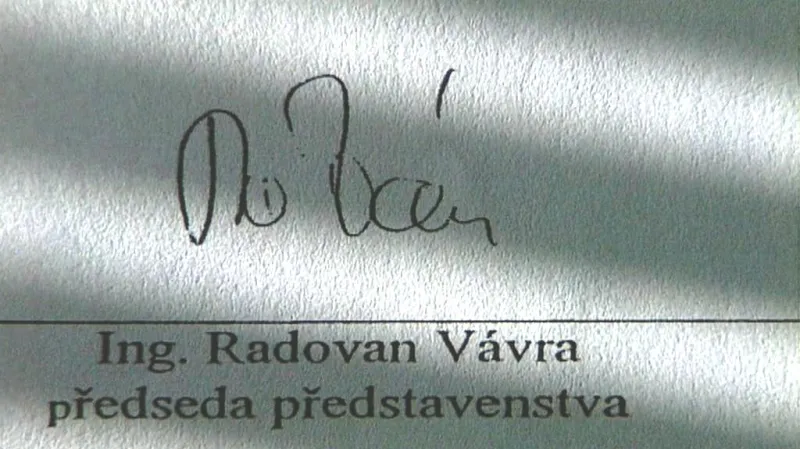 Ing. Radovan Vávra
předseda představenstva